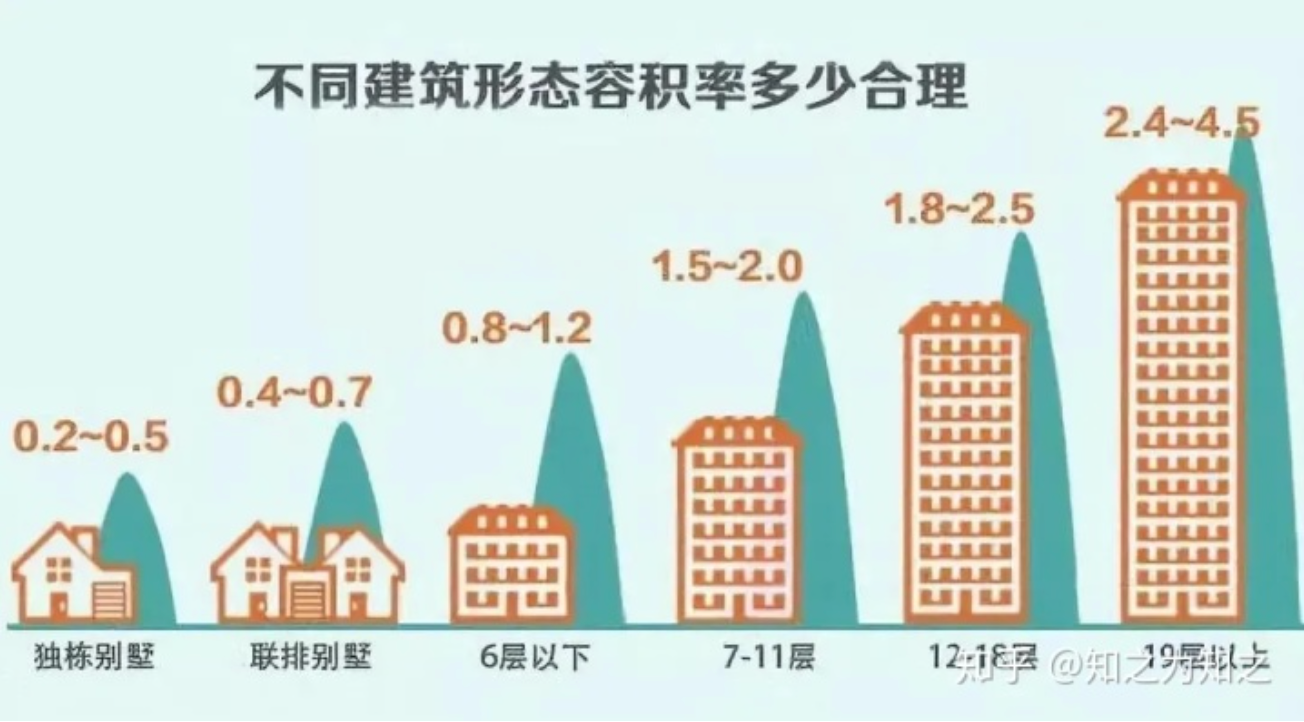 不同建筑形态容积率多少合理
2.4~4.5
1.8~2.5
1.5~2.0
0.8~1.2
0.4~0.7
0.2~0.5
独栋别墅
联排别墅
6层以下
7-11层
12-18层
19层以上
知乎 @知之为知之